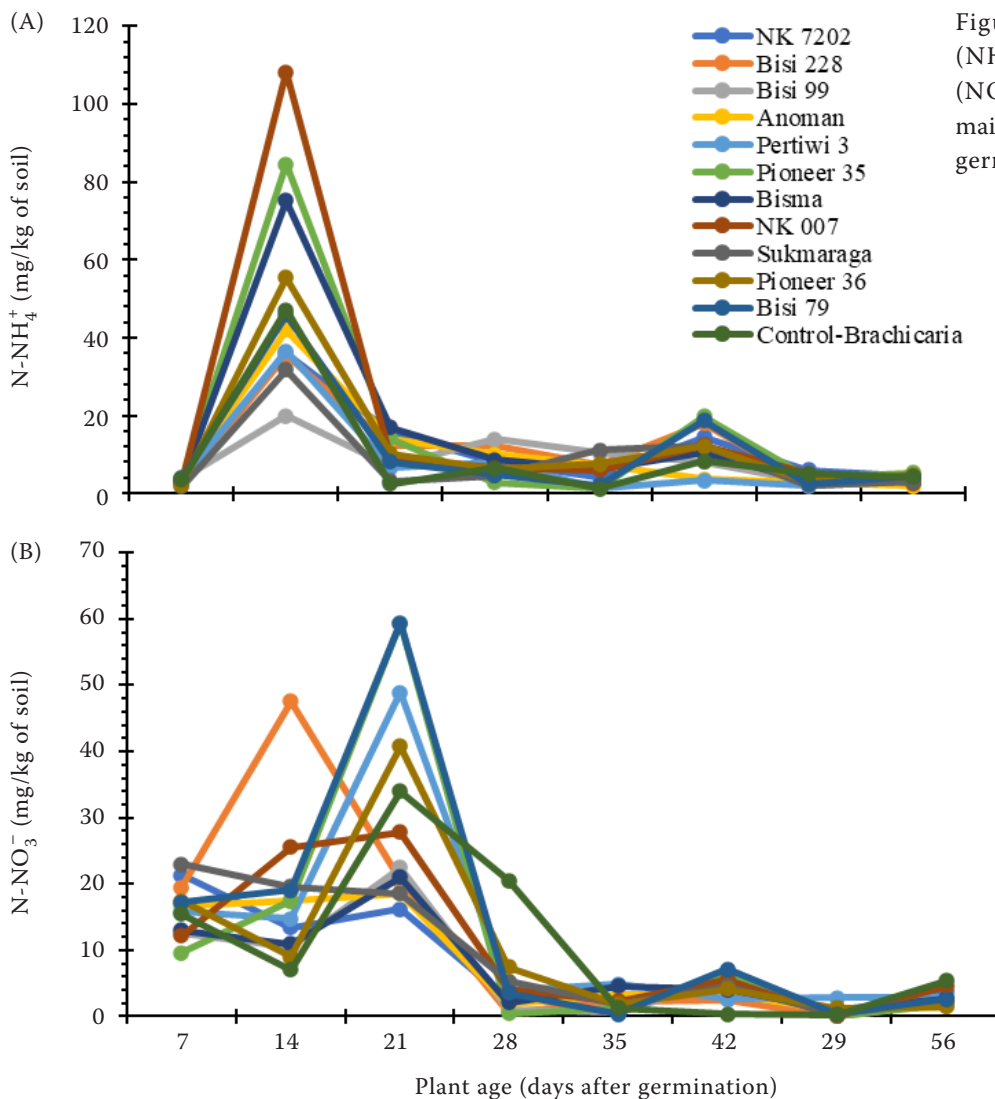 (A)
120
100
80
60
40
20
0
N-NH₄⁺ (mg/kg of soil)
NK 7202
Bisi 228
Bisi 99
Anoman
Pertiwi 3
Pioneer 35
Bisma
NK 007
Sukmaraga
Pioneer 36
Bisi 79
Control-Brachicaria
(B)
70
60
50
40
30
20
10
0
N-NO₃⁻ (mg/kg of soil)
7 14 21 28 35 42 29 56
Plant age (days after germination)